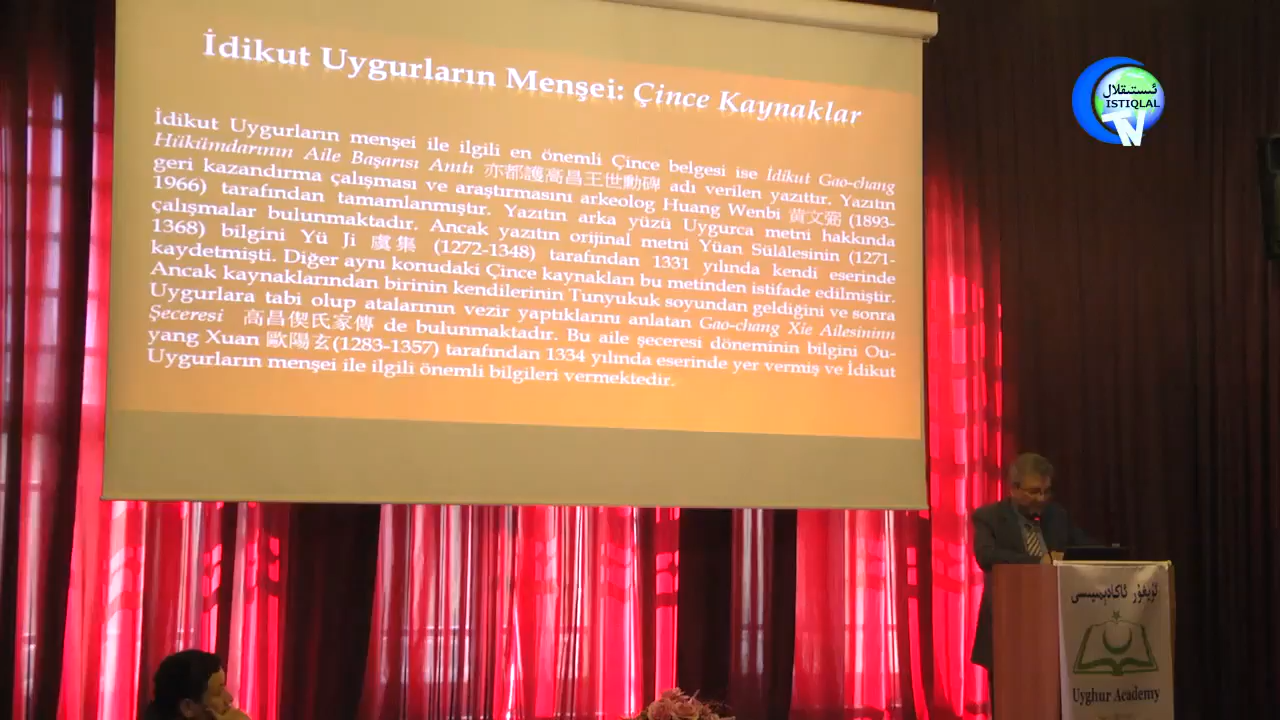 İdikut Uygurların Menşei: Çince Kaynaklar
İdikut Uygurların menşei ile ilgili en önemli Çince belgesi ise İdikut Gao-chang
Hükümdarının Aile Başarısı Anıtı 亦都護高昌王世勳碑 adı verilen yazıttır. Yazıtın
geri kazandırma çalışması ve araştırmasını arkeolog Huang Wenbi 黃文弼 (1893-
1966) tarafından tamamlanmıştır. Yazıtın arka yüzü Uygurca metni hakkında
çalışmalar bulunmaktadır. Ancak yazıtın orijinal metni Yüan Sülâlesinin (1271-
1368) bilgini Yü Ji 虞集 (1272-1348) tarafından 1331 yılında kendi eserinde
kaydetmişti. Diğer aynı konudaki Çince kaynakları bu metinden istifade edilmiştir.
Ancak kaynaklarından birinin kendilerinin Tunyukuk soyundan geldiğini ve sonra
Uygurlara tabi olup atalarının vezir yaptıklarını anlatan Gao-chang Xie Ailesininn
Şeceresi 高昌偰氏家傳 de bulunmaktadır. Bu aile şeceresi döneminin bilgini Ou-
yang Xuan 歐陽玄(1283-1357) tarafından 1334 yılında eserinde yer vermiş ve İdikut
Uygurların menşei ile ilgili önemli bilgileri vermektedir.
ئىستىقلال
ISTIQLAL
TV
ئۇيغۇر ئاكادېمىيىسى
Uyghur Academy